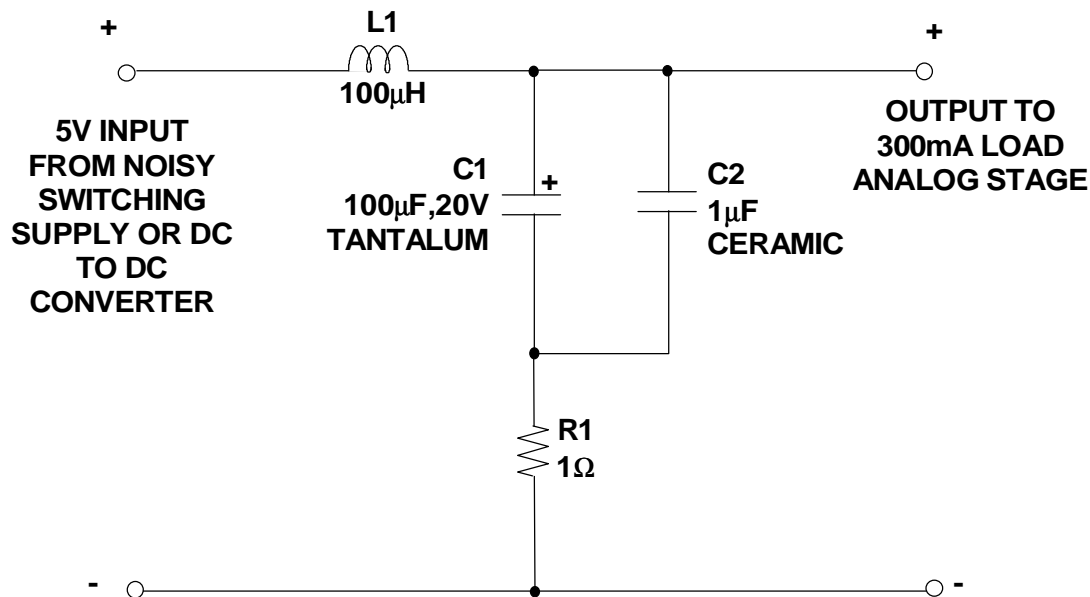 +
L1
+
100μH
5V INPUT
FROM NOISY
SWITCHING
SUPPLY OR DC
TO DC
CONVERTER
C1
+
100μF,20V
TANTALUM
C2
1μF
CERAMIC
OUTPUT TO
300mA LOAD
ANALOG STAGE
R1
1Ω
-
-